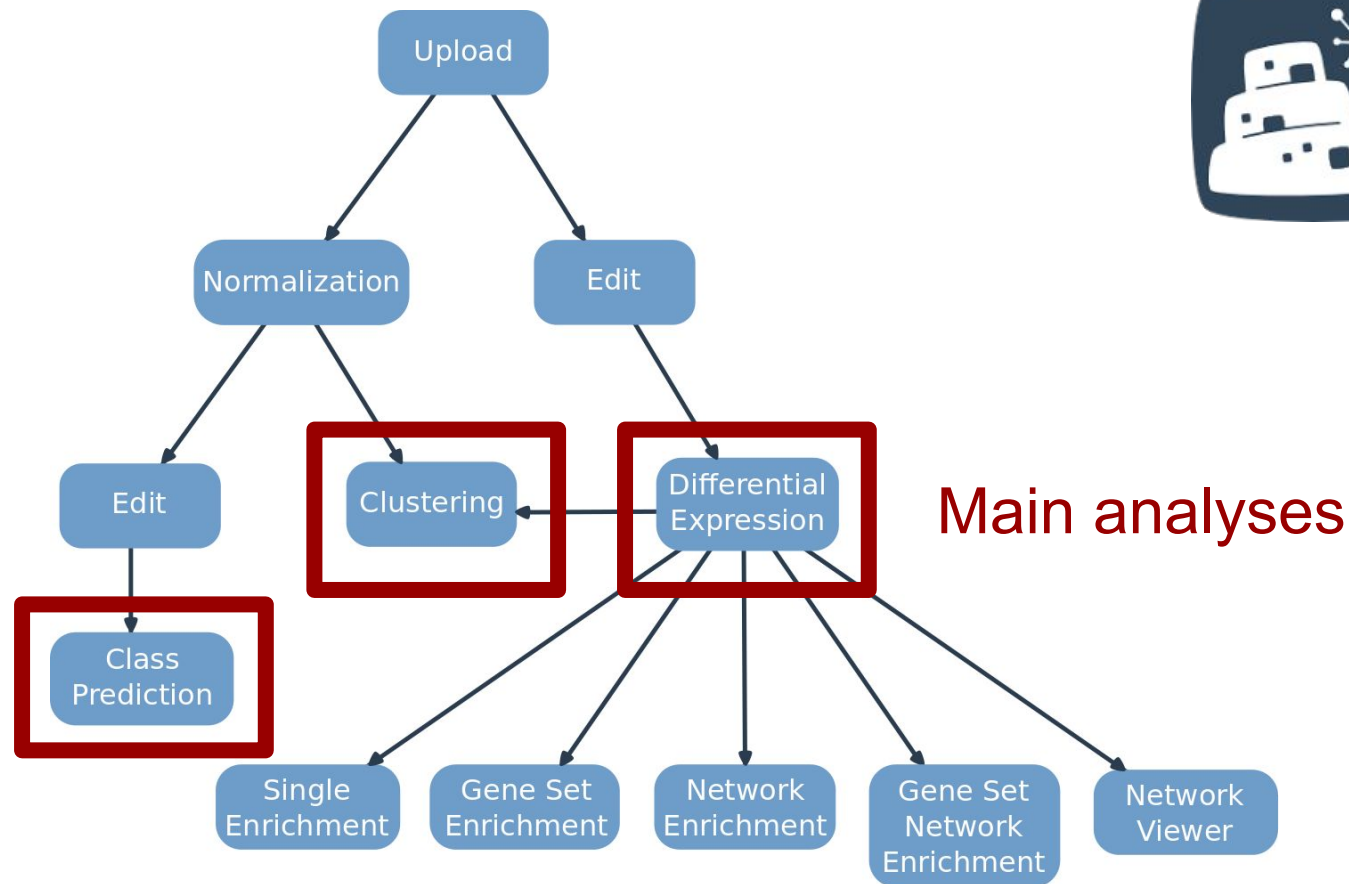 Upload
Normalization
Edit
Edit
Clustering
Differential
Expression
Main analyses
Class
Prediction
Single
Enrichment
Gene Set
Enrichment
Network
Enrichment
Gene Set
Network
Enrichment
Network
Viewer